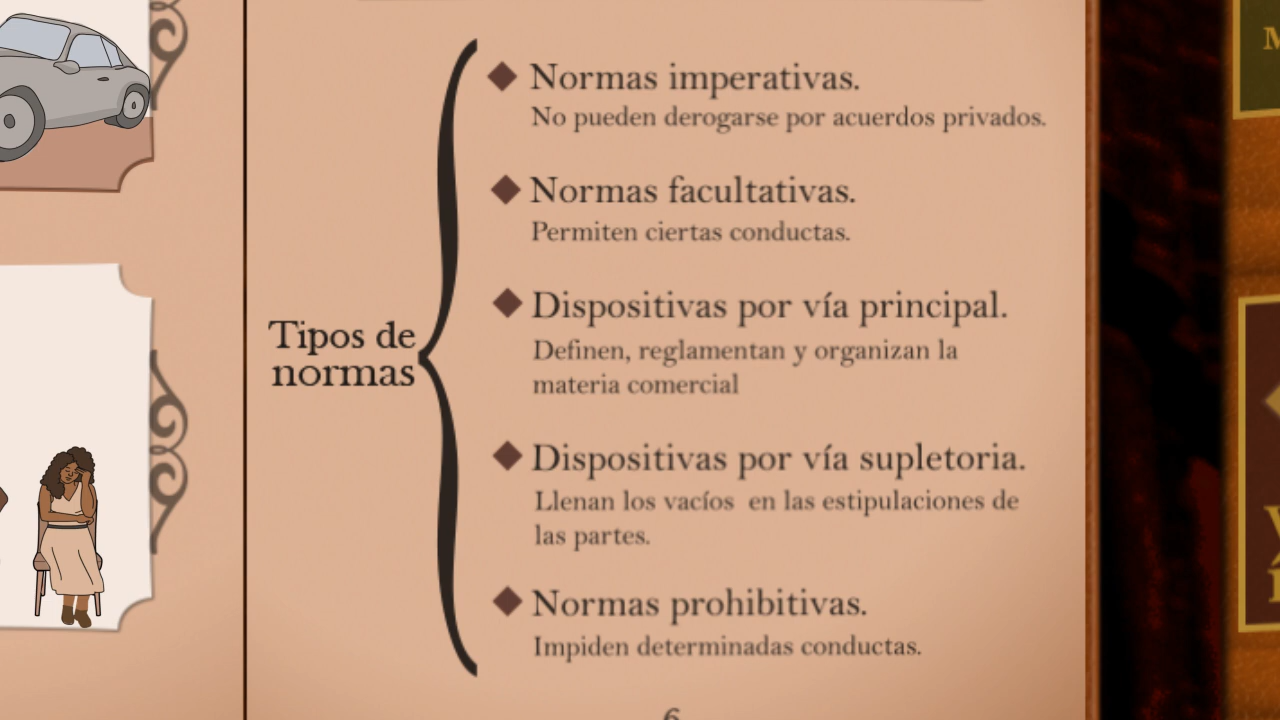 Tipos de
normas
Normas imperativas.
No pueden derogarse por acuerdos privados.
Normas facultativas.
Permiten ciertas conductas.
Dispositivas por vía principal.
Definen, reglamentan y organizan la
materia comercial
Dispositivas por vía supletoria.
Llenan los vacíos en las estipulaciones de
las partes.
Normas prohibitivas.
Impiden determinadas conductas.
6